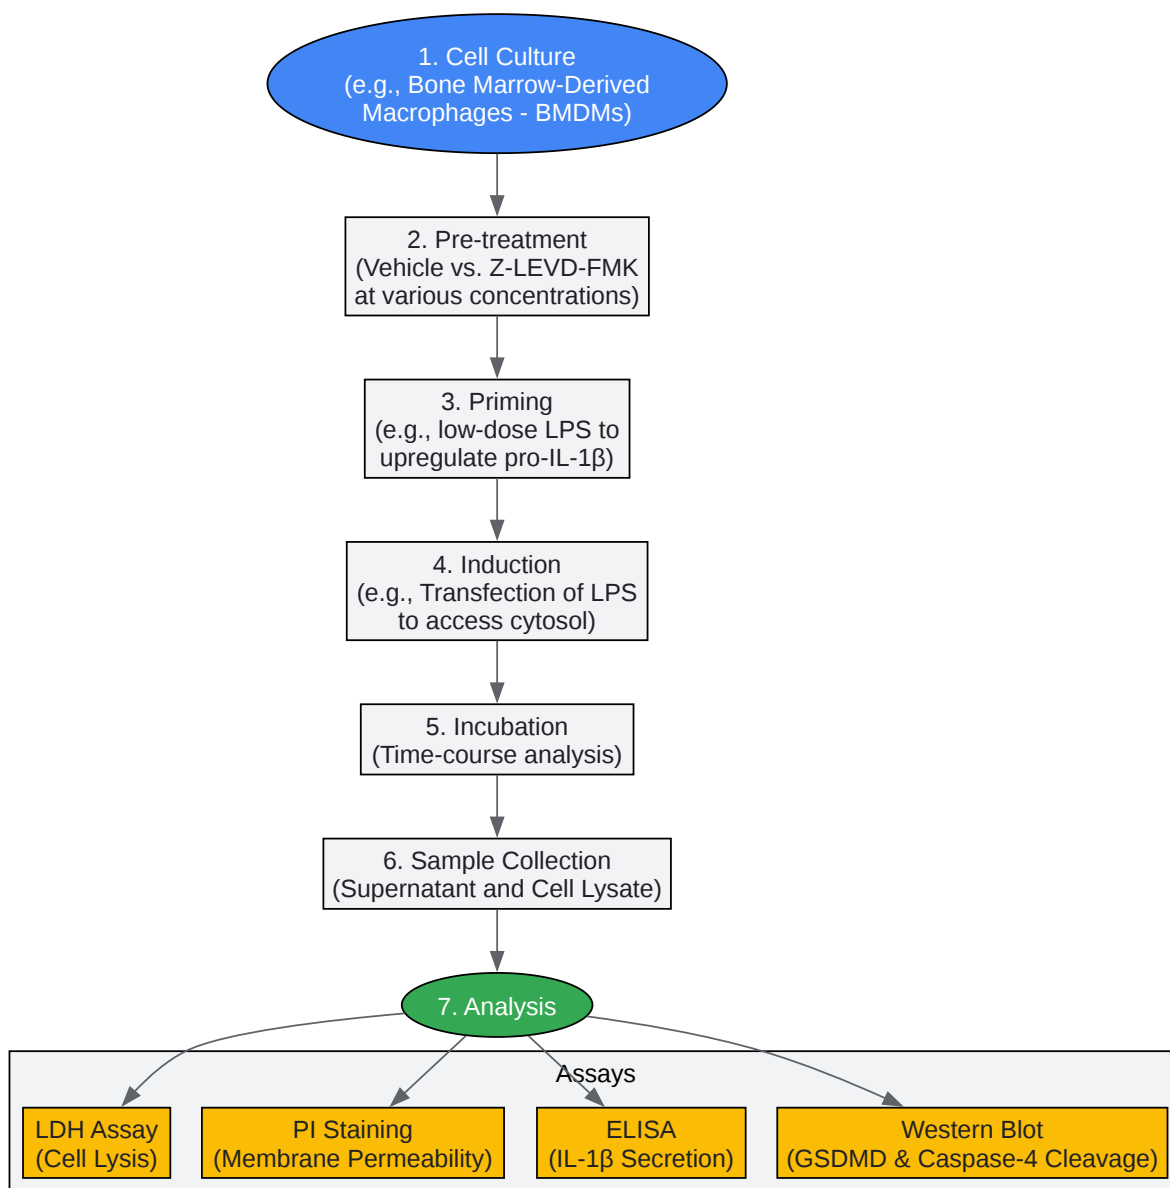 1. Cell Culture
(e.g., Bone Marrow-Derived
Macrophages - BMDMs)
2. Pre-treatment
(Vehicle vs. Z-LEVD-FMK
at various concentrations)
3. Priming
(e.g., low-dose LPS to
upregulate pro-IL-1β)
4. Induction
(e.g., Transfection of LPS
to access cytosol)
5. Incubation
(Time-course analysis)
6. Sample Collection
(Supernatant and Cell Lysate)
7. Analysis
Assays
LDH Assay
(Cell Lysis)
PI Staining
(Membrane Permeability)
ELISA
(IL-1β Secretion)
Western Blot
(GSDMD & Caspase-4 Cleavage)